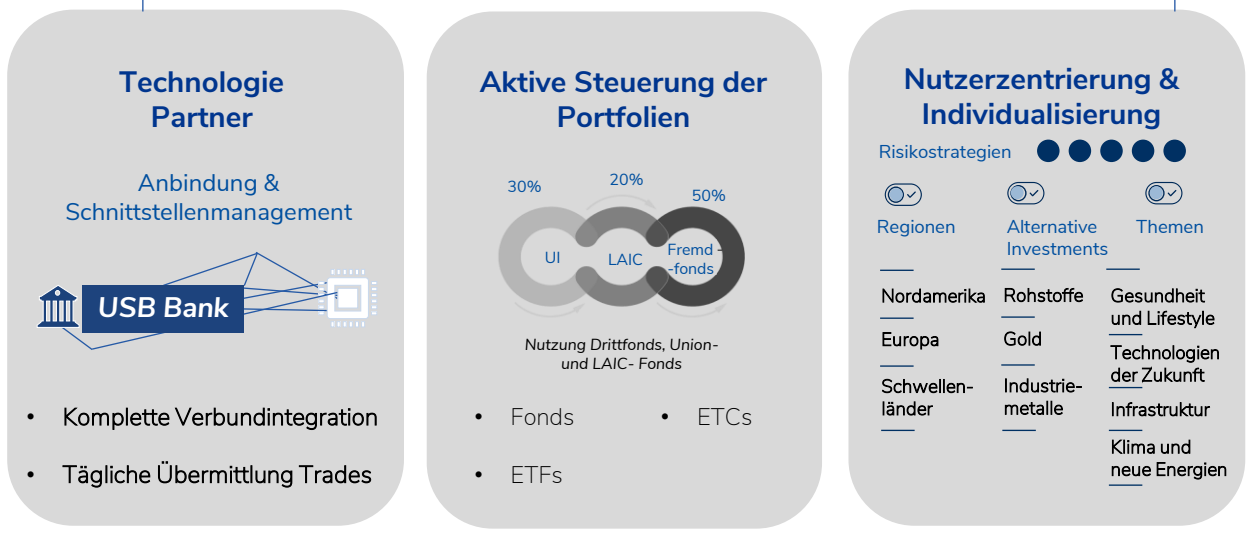 Technologie
Partner
Anbindung &
Schnittstellenmanagement
USB Bank
• Komplette Verbundintegration
• Tägliche Übermittlung Trades
Aktive Steuerung der
Portfolien
30%
20%
50%
UI
LAIC
Fremd -
-fonds
Nutzung Drittfonds, Union-
und LAIC- Fonds
• Fonds
• ETCs
• ETFs
Nutzerzentrierung &
Individualisierung
Risikostrategien
Regionen
Nordamerika
Europa
Schwellen-
länder
Alternative
Investments
Rohstoffe
Gold
Industrie-
metalle
Themen
Gesundheit
und Lifestyle
Technologien
der Zukunft
Infrastruktur
Klima und
neue Energien